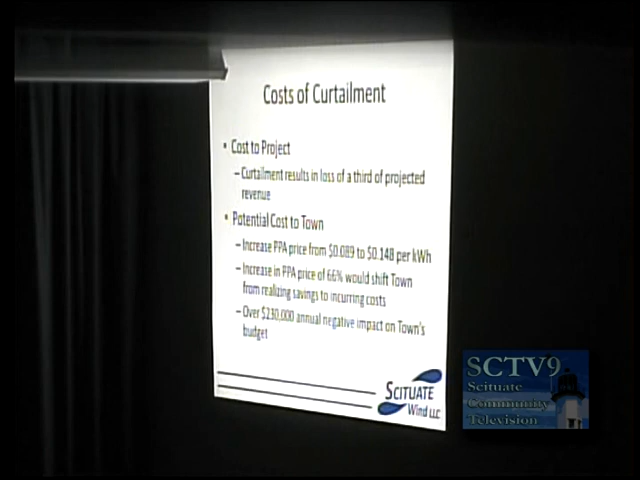 Costs of Curtailment
• Cost to Project
– Curtailment results in loss of a third of projected
revenue
• Potential Cost to Town
– Increase PPA price from $0.089 to $0.148 per kWh
– Increase in PPA price of 66% would shift Town
from realizing savings to incurring costs
– Over $230,000 annual negative impact on Town's
budget
SCITUATE
Wind LLC
SCTV9
Scituate
Community
Television